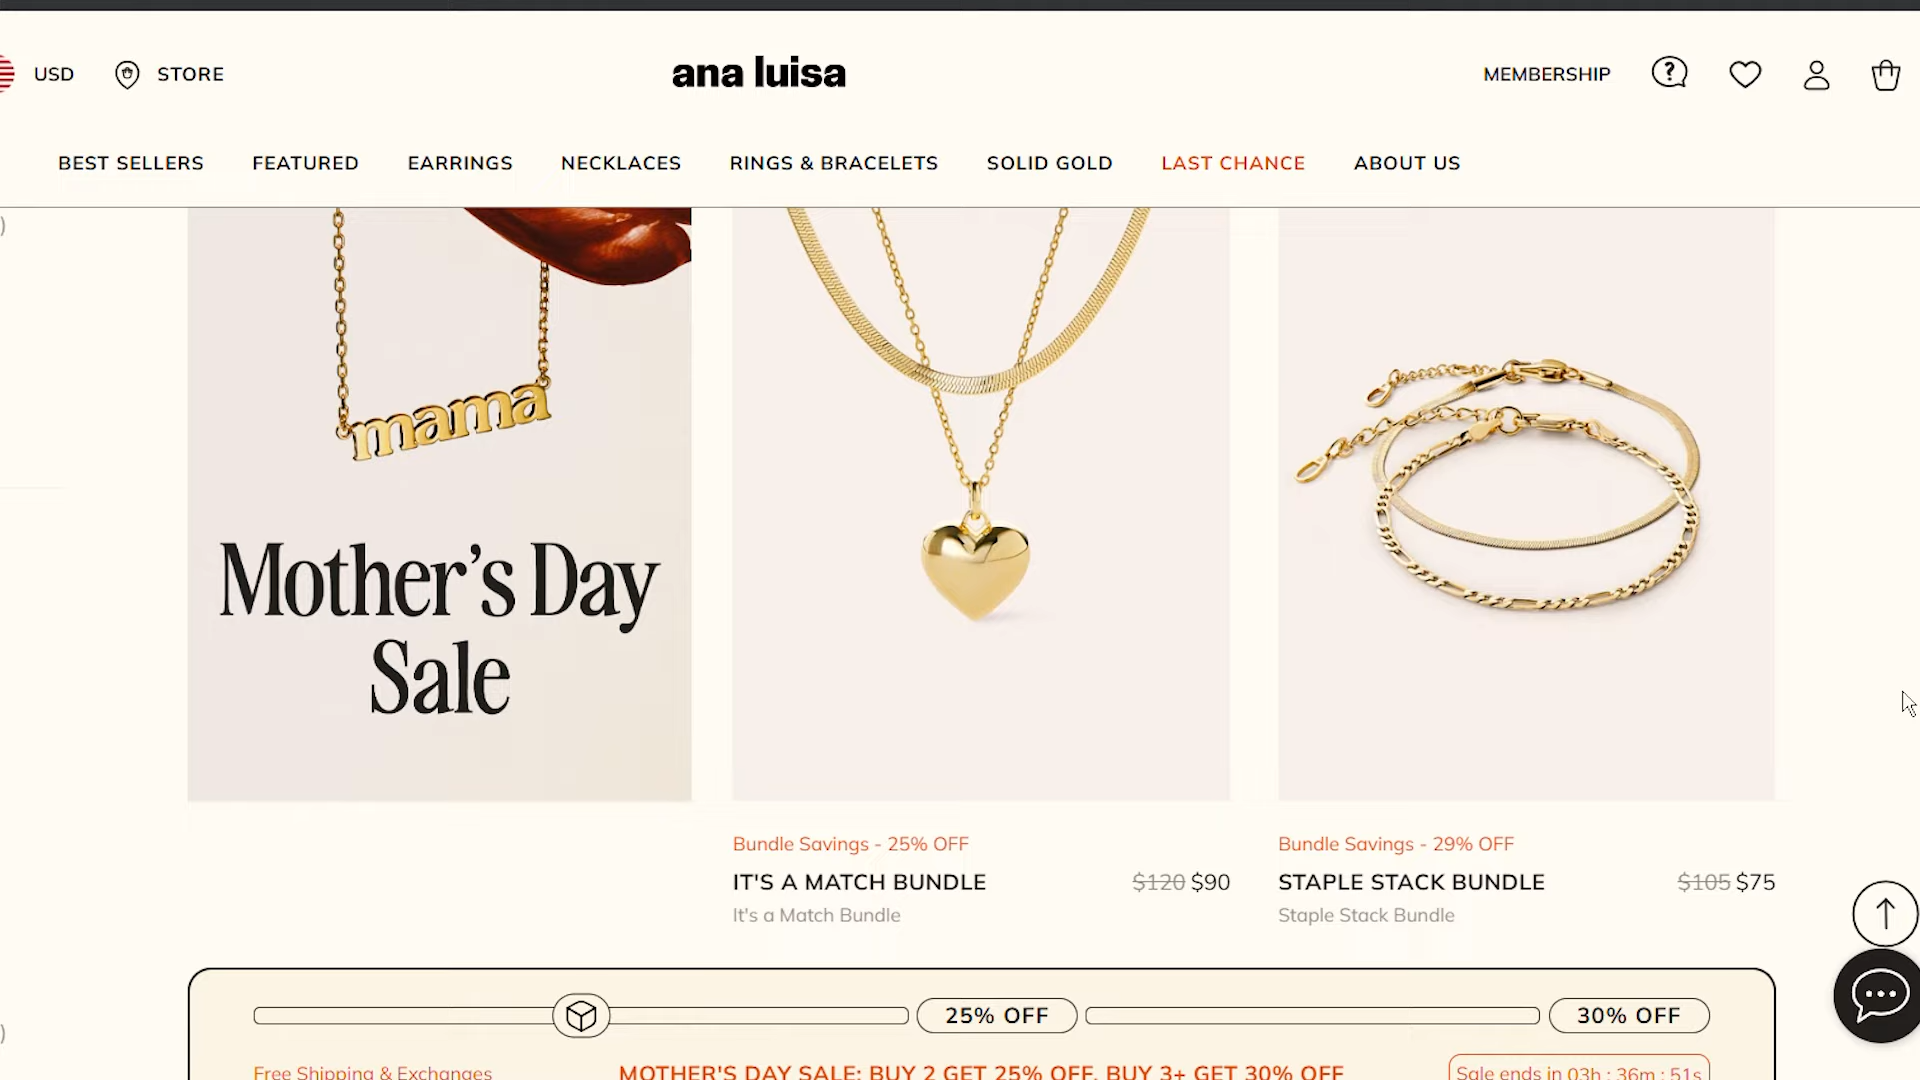 USD
STORE
ana luisa
MEMBERSHIP
BEST SELLERS
FEATURED
EARRINGS
NECKLACES
RINGS & BRACELETS
SOLID GOLD
LAST CHANCE
ABOUT US
mama
Mother's Day
Sale
Bundle Savings - 25% OFF
IT'S A MATCH BUNDLE
$120 $90
It's a Match Bundle
Bundle Savings - 29% OFF
STAPLE STACK BUNDLE
$105 $75
Staple Stack Bundle
25% OFF
30% OFF
Free Shipping & Exchanges
MOTHER'S DAY SALE: BUY 2 GET 25% OFF, BUY 3+ GET 30% OFF
Sale ends in 03h : 36m : 51s